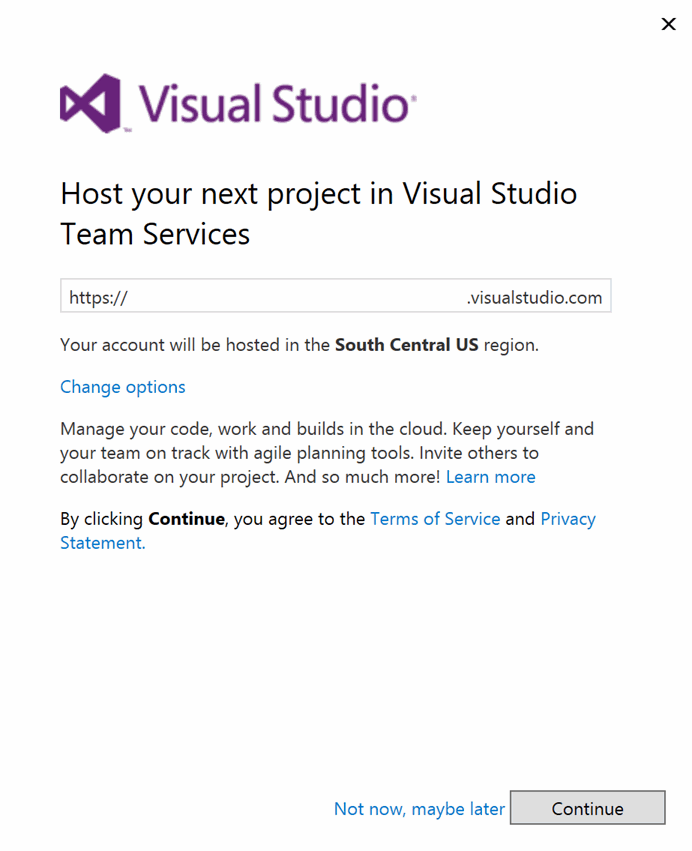 Visual Studio®
™
Host your next project in Visual Studio
Team Services
https:// .visualstudio.com
Your account will be hosted in the South Central US region.
Change options
Manage your code, work and builds in the cloud. Keep yourself and
your team on track with agile planning tools. Invite others to
collaborate on your project. And so much more! Learn more
By clicking Continue, you agree to the Terms of Service and Privacy
Statement.
Not now, maybe later Continue